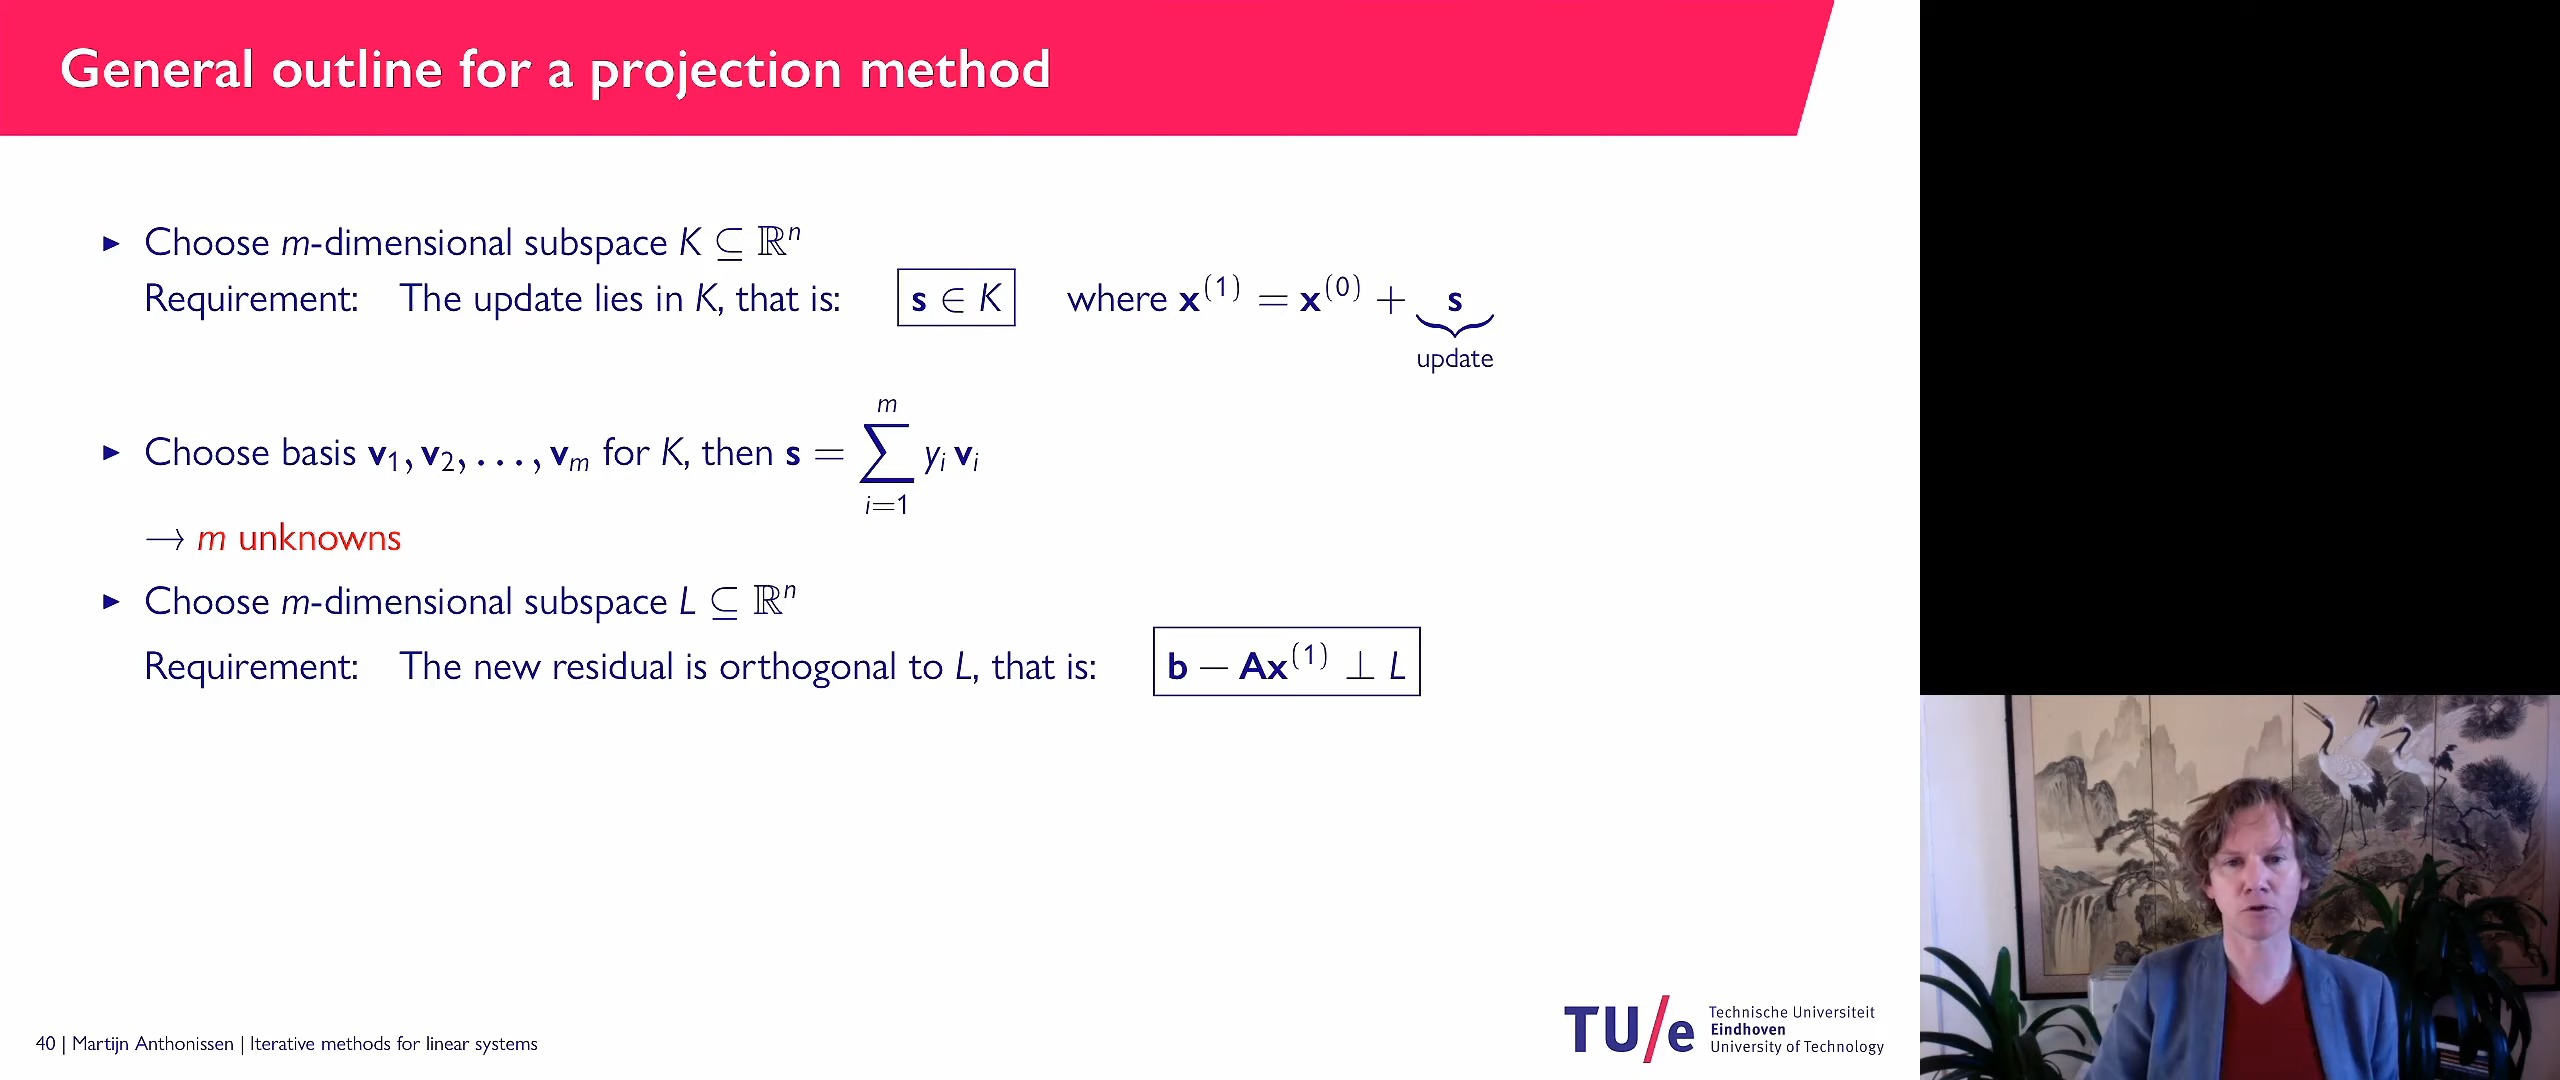 General outline for a projection method
▶ Choose m-dimensional subspace K ⊆ ℝⁿ
Requirement: The update lies in K, that is: s ∈ K where x⁽¹⁾ = x⁽⁰⁾ + s
update
▶ Choose basis v₁, v₂, . . . , vₘ for K, then s = ∑ᵢ₌₁ᵐ yᵢ vᵢ
→ m unknowns
▶ Choose m-dimensional subspace L ⊆ ℝⁿ
Requirement: The new residual is orthogonal to L, that is: b − Ax⁽¹⁾ ⊥ L
40 | Martijn Anthonissen | Iterative methods for linear systems
TU/e
Technische Universiteit
Eindhoven
University of Technology